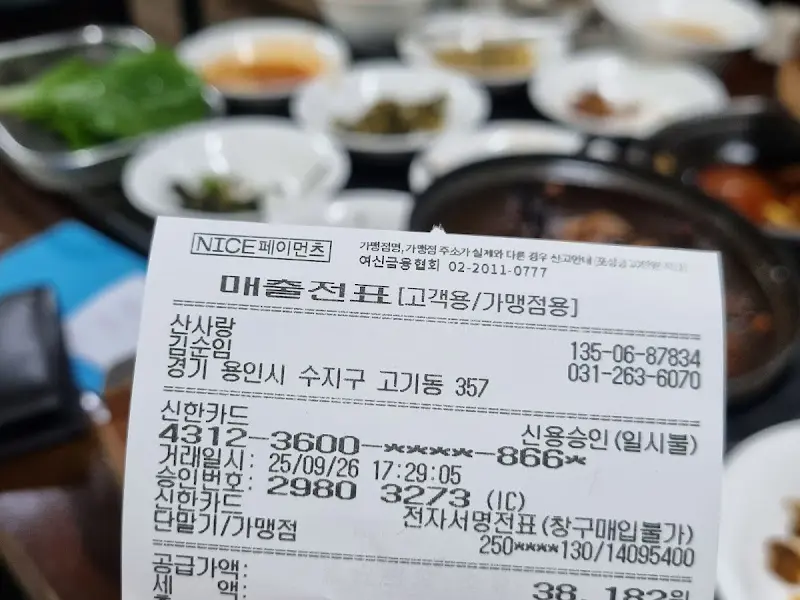 NICE페이먼츠 가맹점명,가맹점 주소가 실제와 다른 경우 신고안내
여신금융협회 02-2011-0777
매출전표[고객용/가맹점용]
산사랑 135-06-87834
김순임 031-263-6070
경기 용인시 수지구 고기동 357
신한카드 신용승인(일시불)
4312-3600-****-866*
거래일시: 25/09/26 17:29:05
승인번호: 2980 3273 (IC)
신한카드 전자서명전표(창구매입불가)
단말기/가맹점 250****130/14095400
공급가액: 38,182원
세 액: